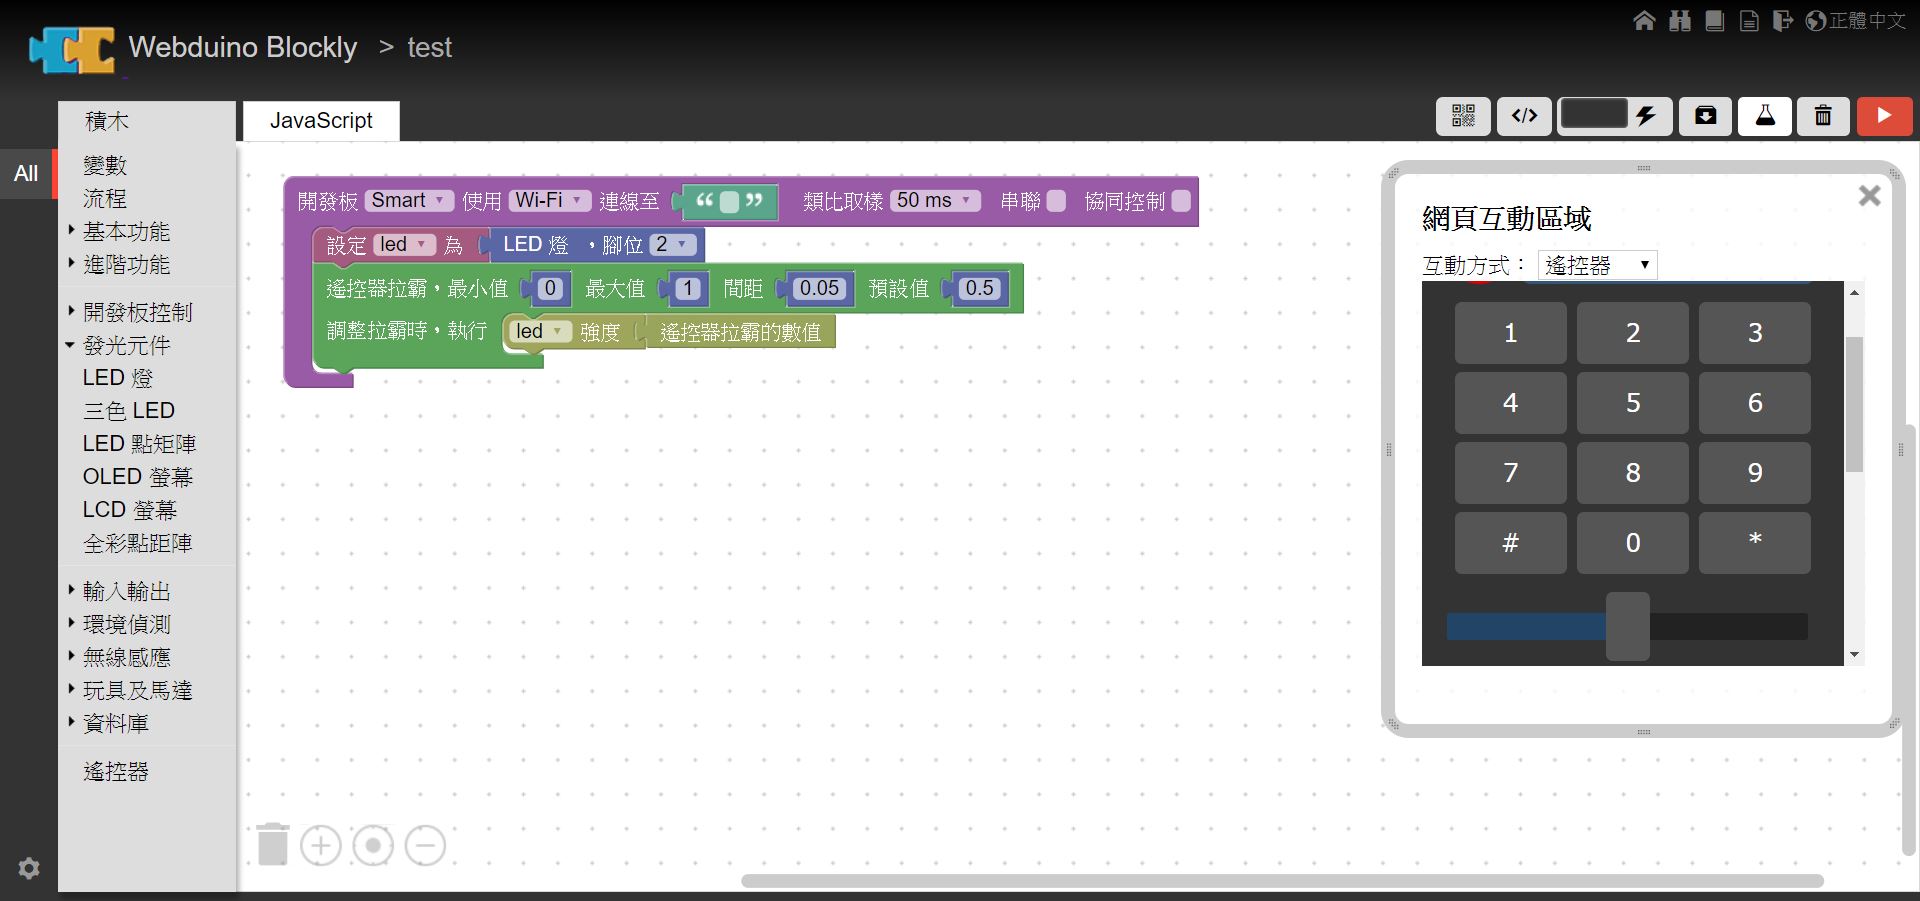 正體中文
Webduino Blockly > test
積木
JavaScript
All
變數
流程
基本功能
進階功能
開發板控制
發光元件
LED 燈
三色 LED
LED 點矩陣
OLED 螢幕
LCD 螢幕
全彩點距陣
輸入輸出
環境偵測
無線感應
玩具及馬達
資料庫
遙控器
開發板 Smart 使用 Wi-Fi 連線至 “ ” 類比取樣 50 ms 串聯 協同控制
設定 led 為 LED 燈 ,腳位 2
遙控器拉霸,最小值 0 最大值 1 間距 0.05 預設值 0.5
調整拉霸時,執行 led 強度 遙控器拉霸的數值
網頁互動區域
互動方式: 遙控器
1 2 3
4 5 6
7 8 9
# 0 *